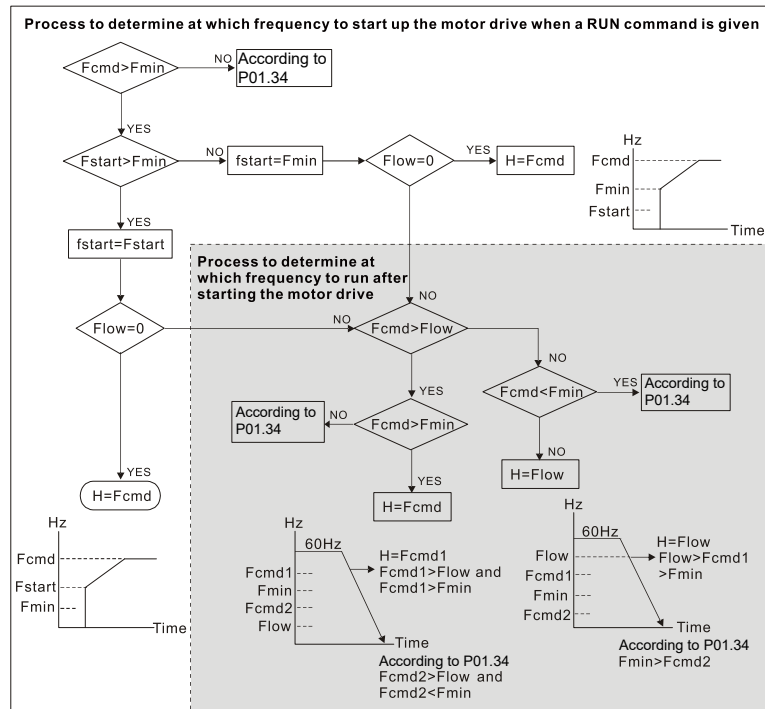 Process to determine at which frequency to start up the motor drive when a RUN command is given
Fcmd>Fmin
NO
According to
P01.34
YES
Fstart>Fmin
NO
fstart=Fmin
Flow=0
YES
H=Fcmd
Hz
Fcmd
Fmin
Fstart
Time
YES
fstart=Fstart
Process to determine at
which frequency to run after
starting the motor drive
NO
Flow=0
NO
Fcmd>Flow
NO
YES
Fcmd<Fmin
YES
According to
P01.34
According to
P01.34
NO
Fcmd>Fmin
NO
H=Flow
YES
H=Fcmd
YES
H=Fcmd
Hz
Fcmd
Fstart
Fmin
Time
Hz
60Hz
Fcmd1
Fmin
Fcmd2
Flow
H=Fcmd1
Fcmd1>Flow and
Fcmd1>Fmin
Time
According to P01.34
Fcmd2>Flow and
Fcmd2<Fmin
Hz
60Hz
Flow
Fcmd1
Fmin
Fcmd2
H=Flow
Flow>Fcmd1
>Fmin
Time
According to P01.34
Fmin>Fcmd2